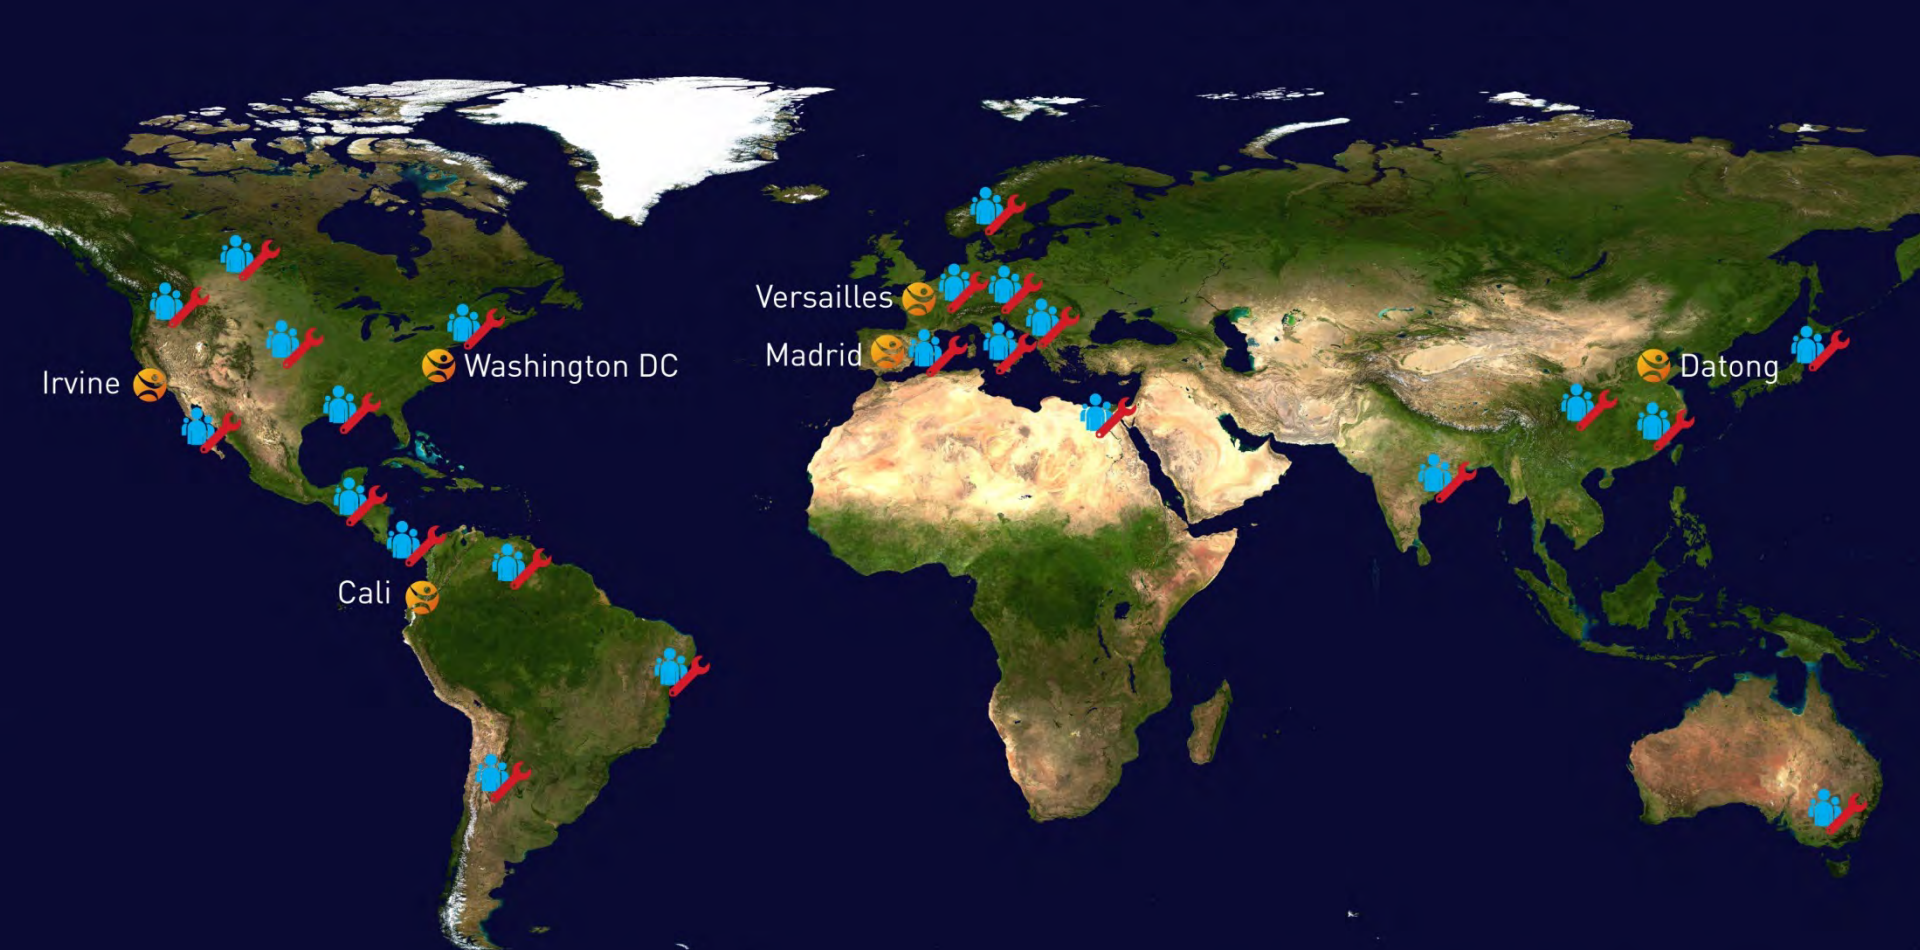 Versailles
Madrid
Washington DC
Datong
Irvine
Cali